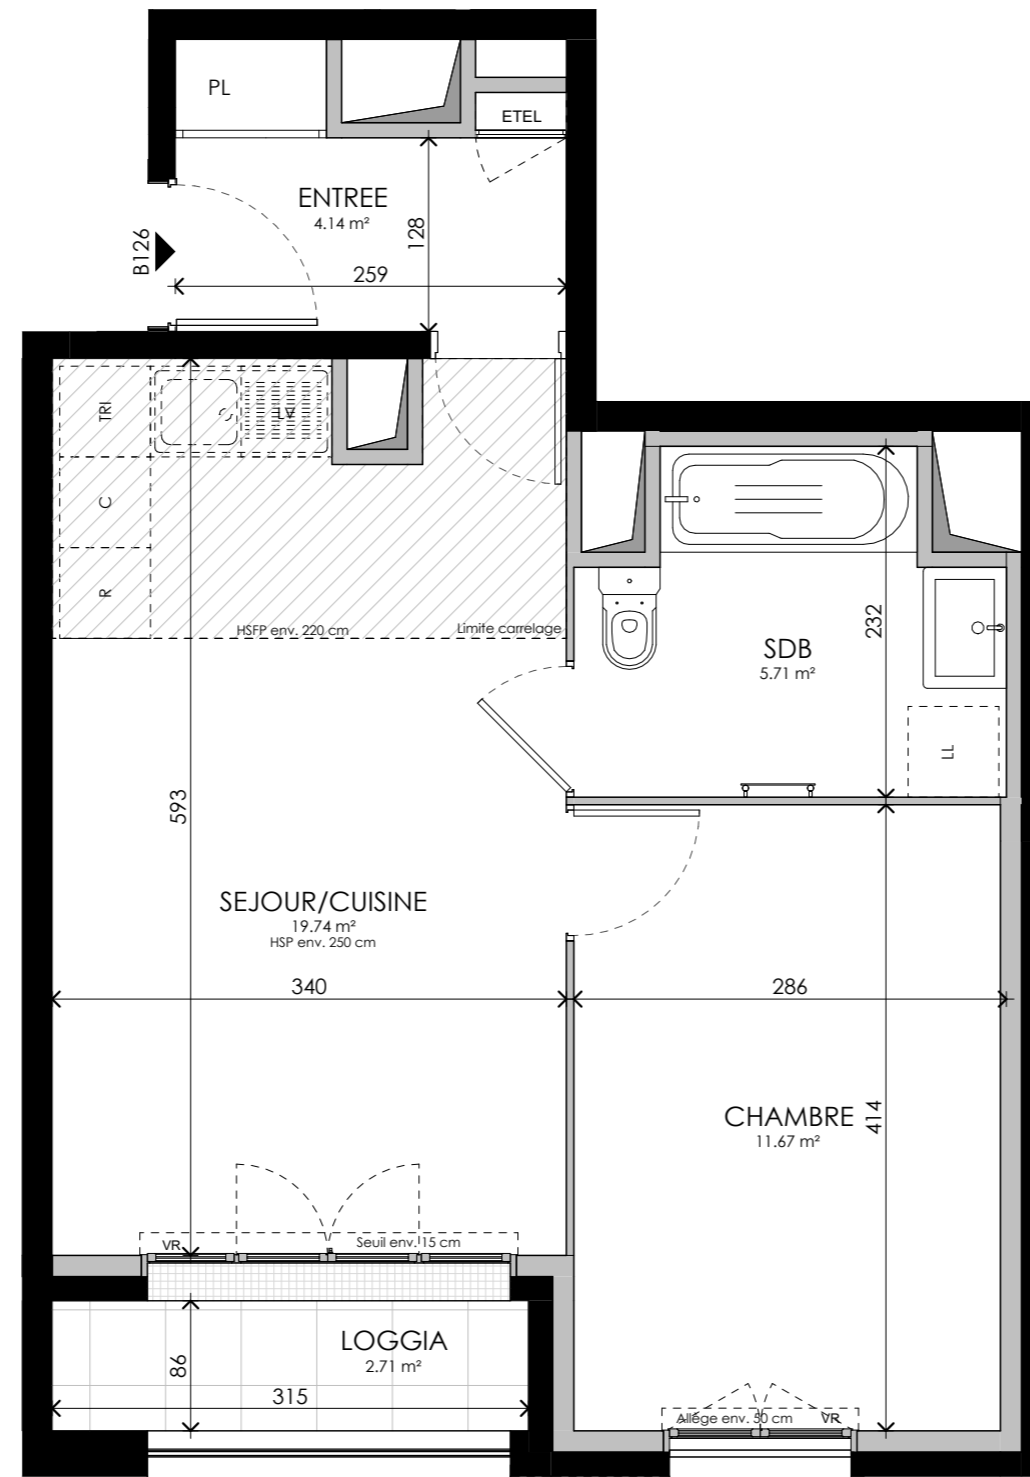 PL
ETEL
ENTREE
4.14 m²
128
B126
259
TRI
LV
C
R
HSFP env. 220 cm
Limite carrelage
232
SDB
5.71 m²
LL
593
SEJOUR/CUISINE
19.74 m²
HSP env. 250 cm
340
286
CHAMBRE
11.67 m²
414
VR
Seuil env. 15 cm
LOGGIA
2.71 m²
86
315
Allége env. 50 cm
VR